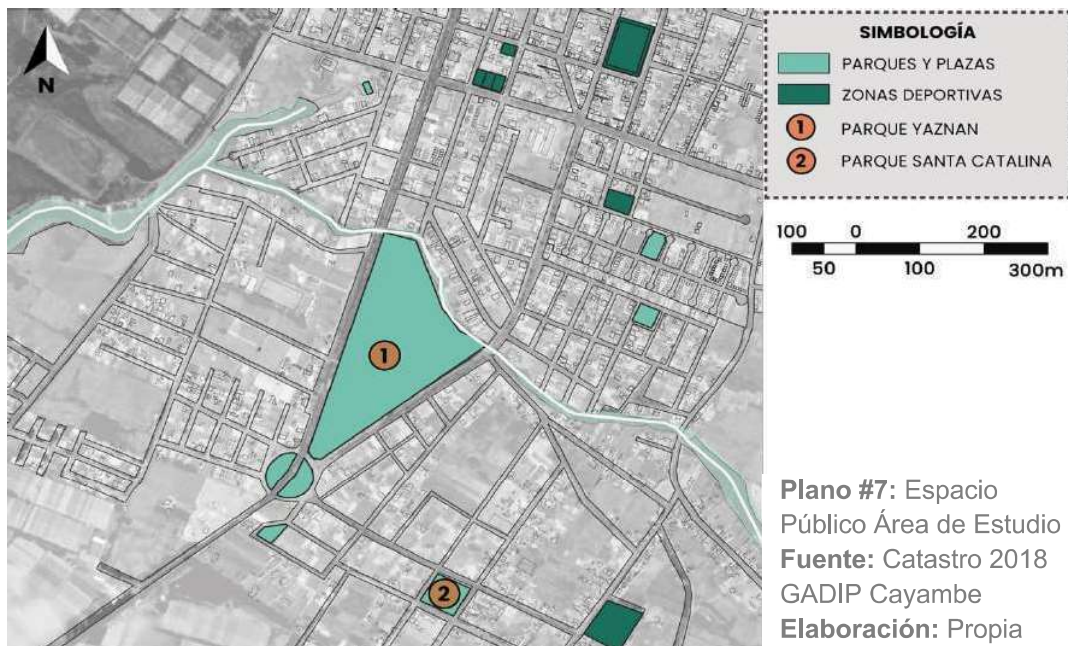 N
1
2
SIMBOLOGÍA
PARQUES Y PLAZAS
ZONAS DEPORTIVAS
1 PARQUE YAZNAN
2 PARQUE SANTA CATALINA
100 0 200
50 100 300m
Plano #7: Espacio
Público Área de Estudio
Fuente: Catastro 2018
GADIP Cayambe
Elaboración: Propia